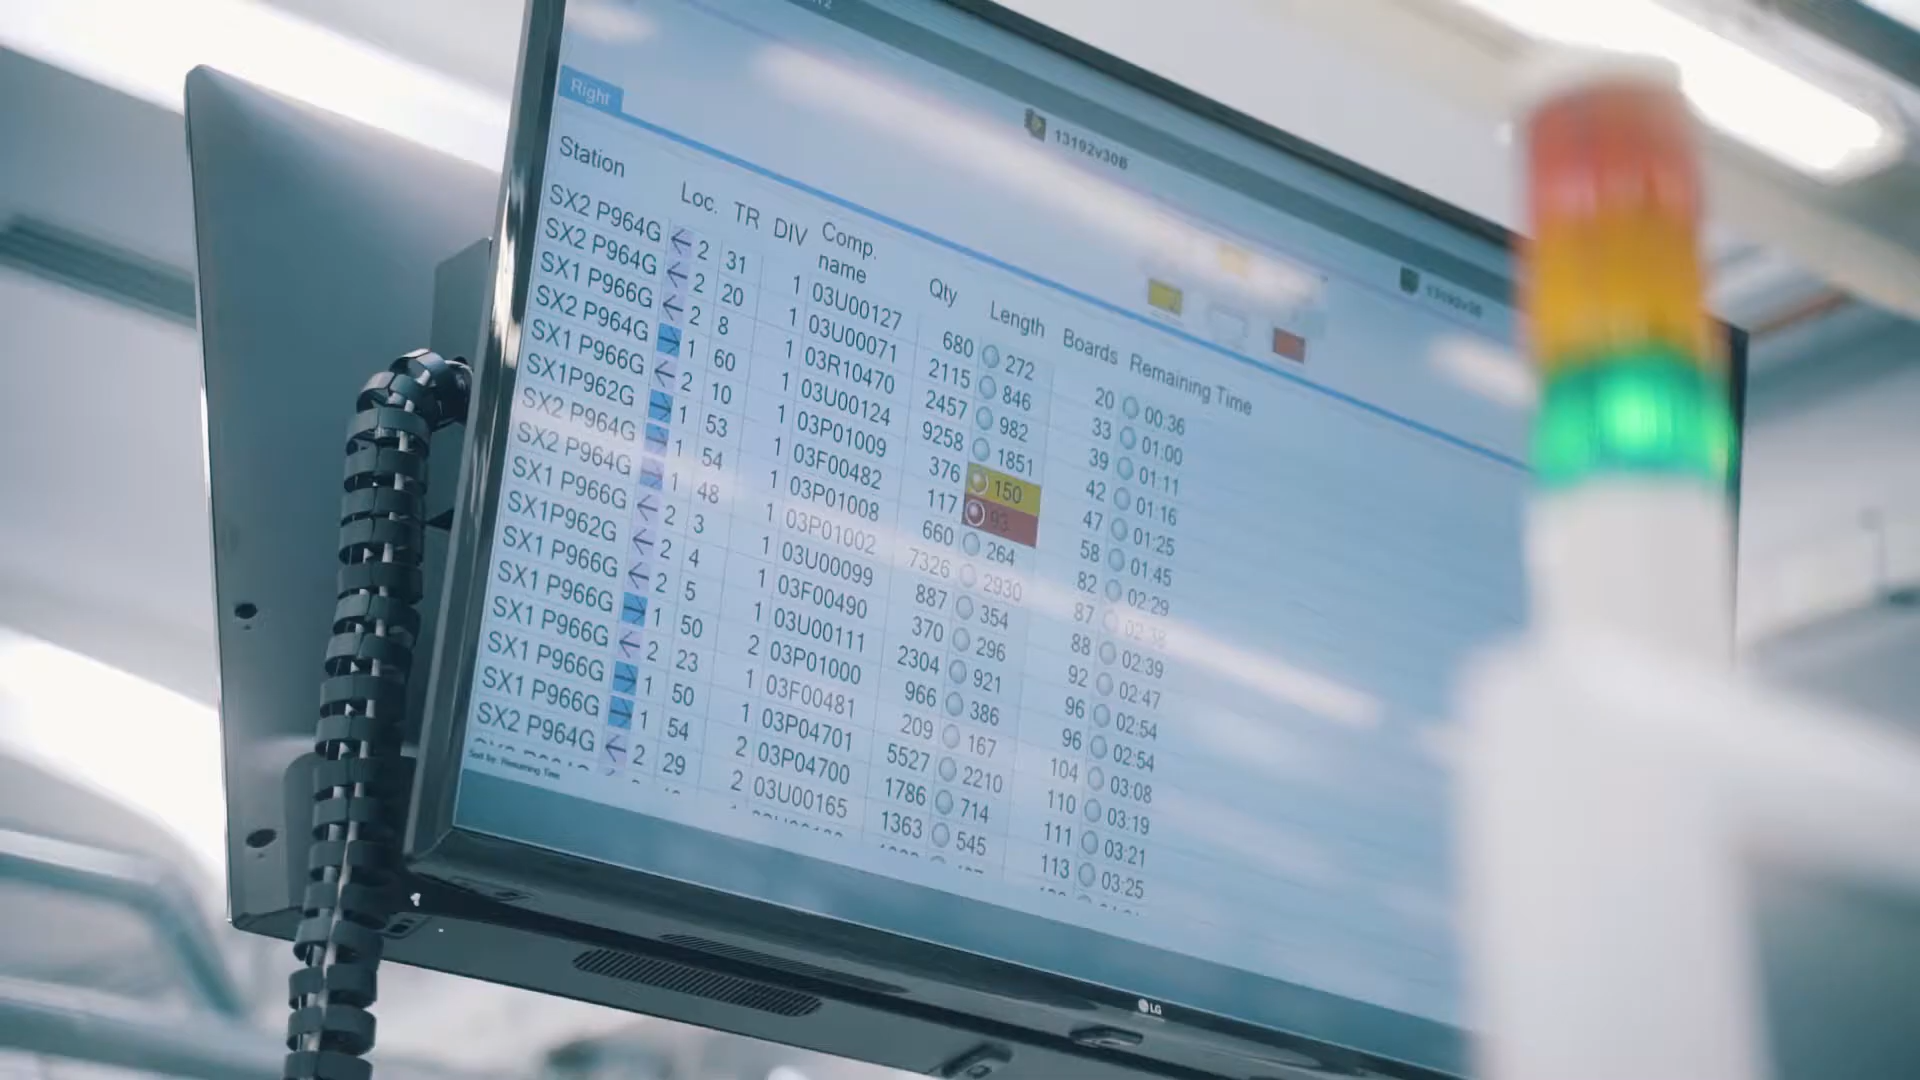 13192v30B
Right
Station Loc. TR DIV Comp. name Qty Length Boards Remaining Time
SX2 P964G ← 2 31 1 03U00127 680 272 20 00:36
SX2 P964G ← 2 20 1 03U00071 2115 846 33 01:00
SX1 P966G ← 2 8 1 03R10470 2457 982 39 01:11
SX2 P964G → 1 60 1 03U00124 9258 1851 42 01:16
SX1 P966G ← 2 10 1 03P01009 376 150 47 01:25
SX1P962G → 1 53 1 03F00482 117 93 58 01:45
SX2 P964G → 1 54 1 03P01008 660 264 82 02:29
SX2 P964G → 1 48 1 03P01002 7326 2930 87 02:38
SX1 P966G ← 2 3 1 03U00099 887 354 88 02:39
SX1P962G ← 2 4 1 03F00490 370 296 92 02:47
SX1 P966G ← 2 5 1 03U00111 2304 921 96 02:54
SX1 P966G → 1 50 2 03P01000 966 386 96 02:54
SX1 P966G ← 2 23 1 03F00481 209 167 104 03:08
SX1 P966G → 1 50 1 03P04701 5527 2210 110 03:19
SX1 P966G → 1 54 2 03P04700 1786 714 111 03:21
SX2 P964G ← 2 29 2 03U00165 1363 545 113 03:25
Sort by: Remaining Time
LG